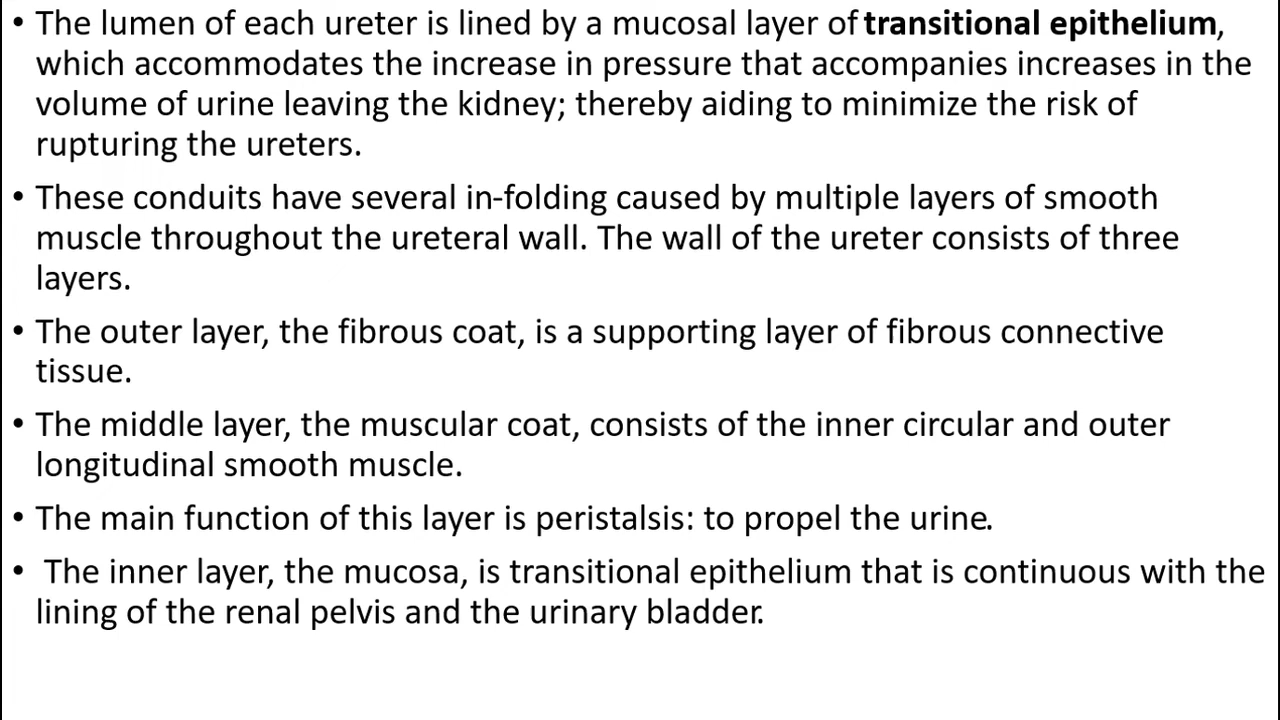 • The lumen of each ureter is lined by a mucosal layer of transitional epithelium,
which accommodates the increase in pressure that accompanies increases in the
volume of urine leaving the kidney; thereby aiding to minimize the risk of
rupturing the ureters.
• These conduits have several in-folding caused by multiple layers of smooth
muscle throughout the ureteral wall. The wall of the ureter consists of three
layers.
• The outer layer, the fibrous coat, is a supporting layer of fibrous connective
tissue.
• The middle layer, the muscular coat, consists of the inner circular and outer
longitudinal smooth muscle.
• The main function of this layer is peristalsis: to propel the urine.
• The inner layer, the mucosa, is transitional epithelium that is continuous with the
lining of the renal pelvis and the urinary bladder.